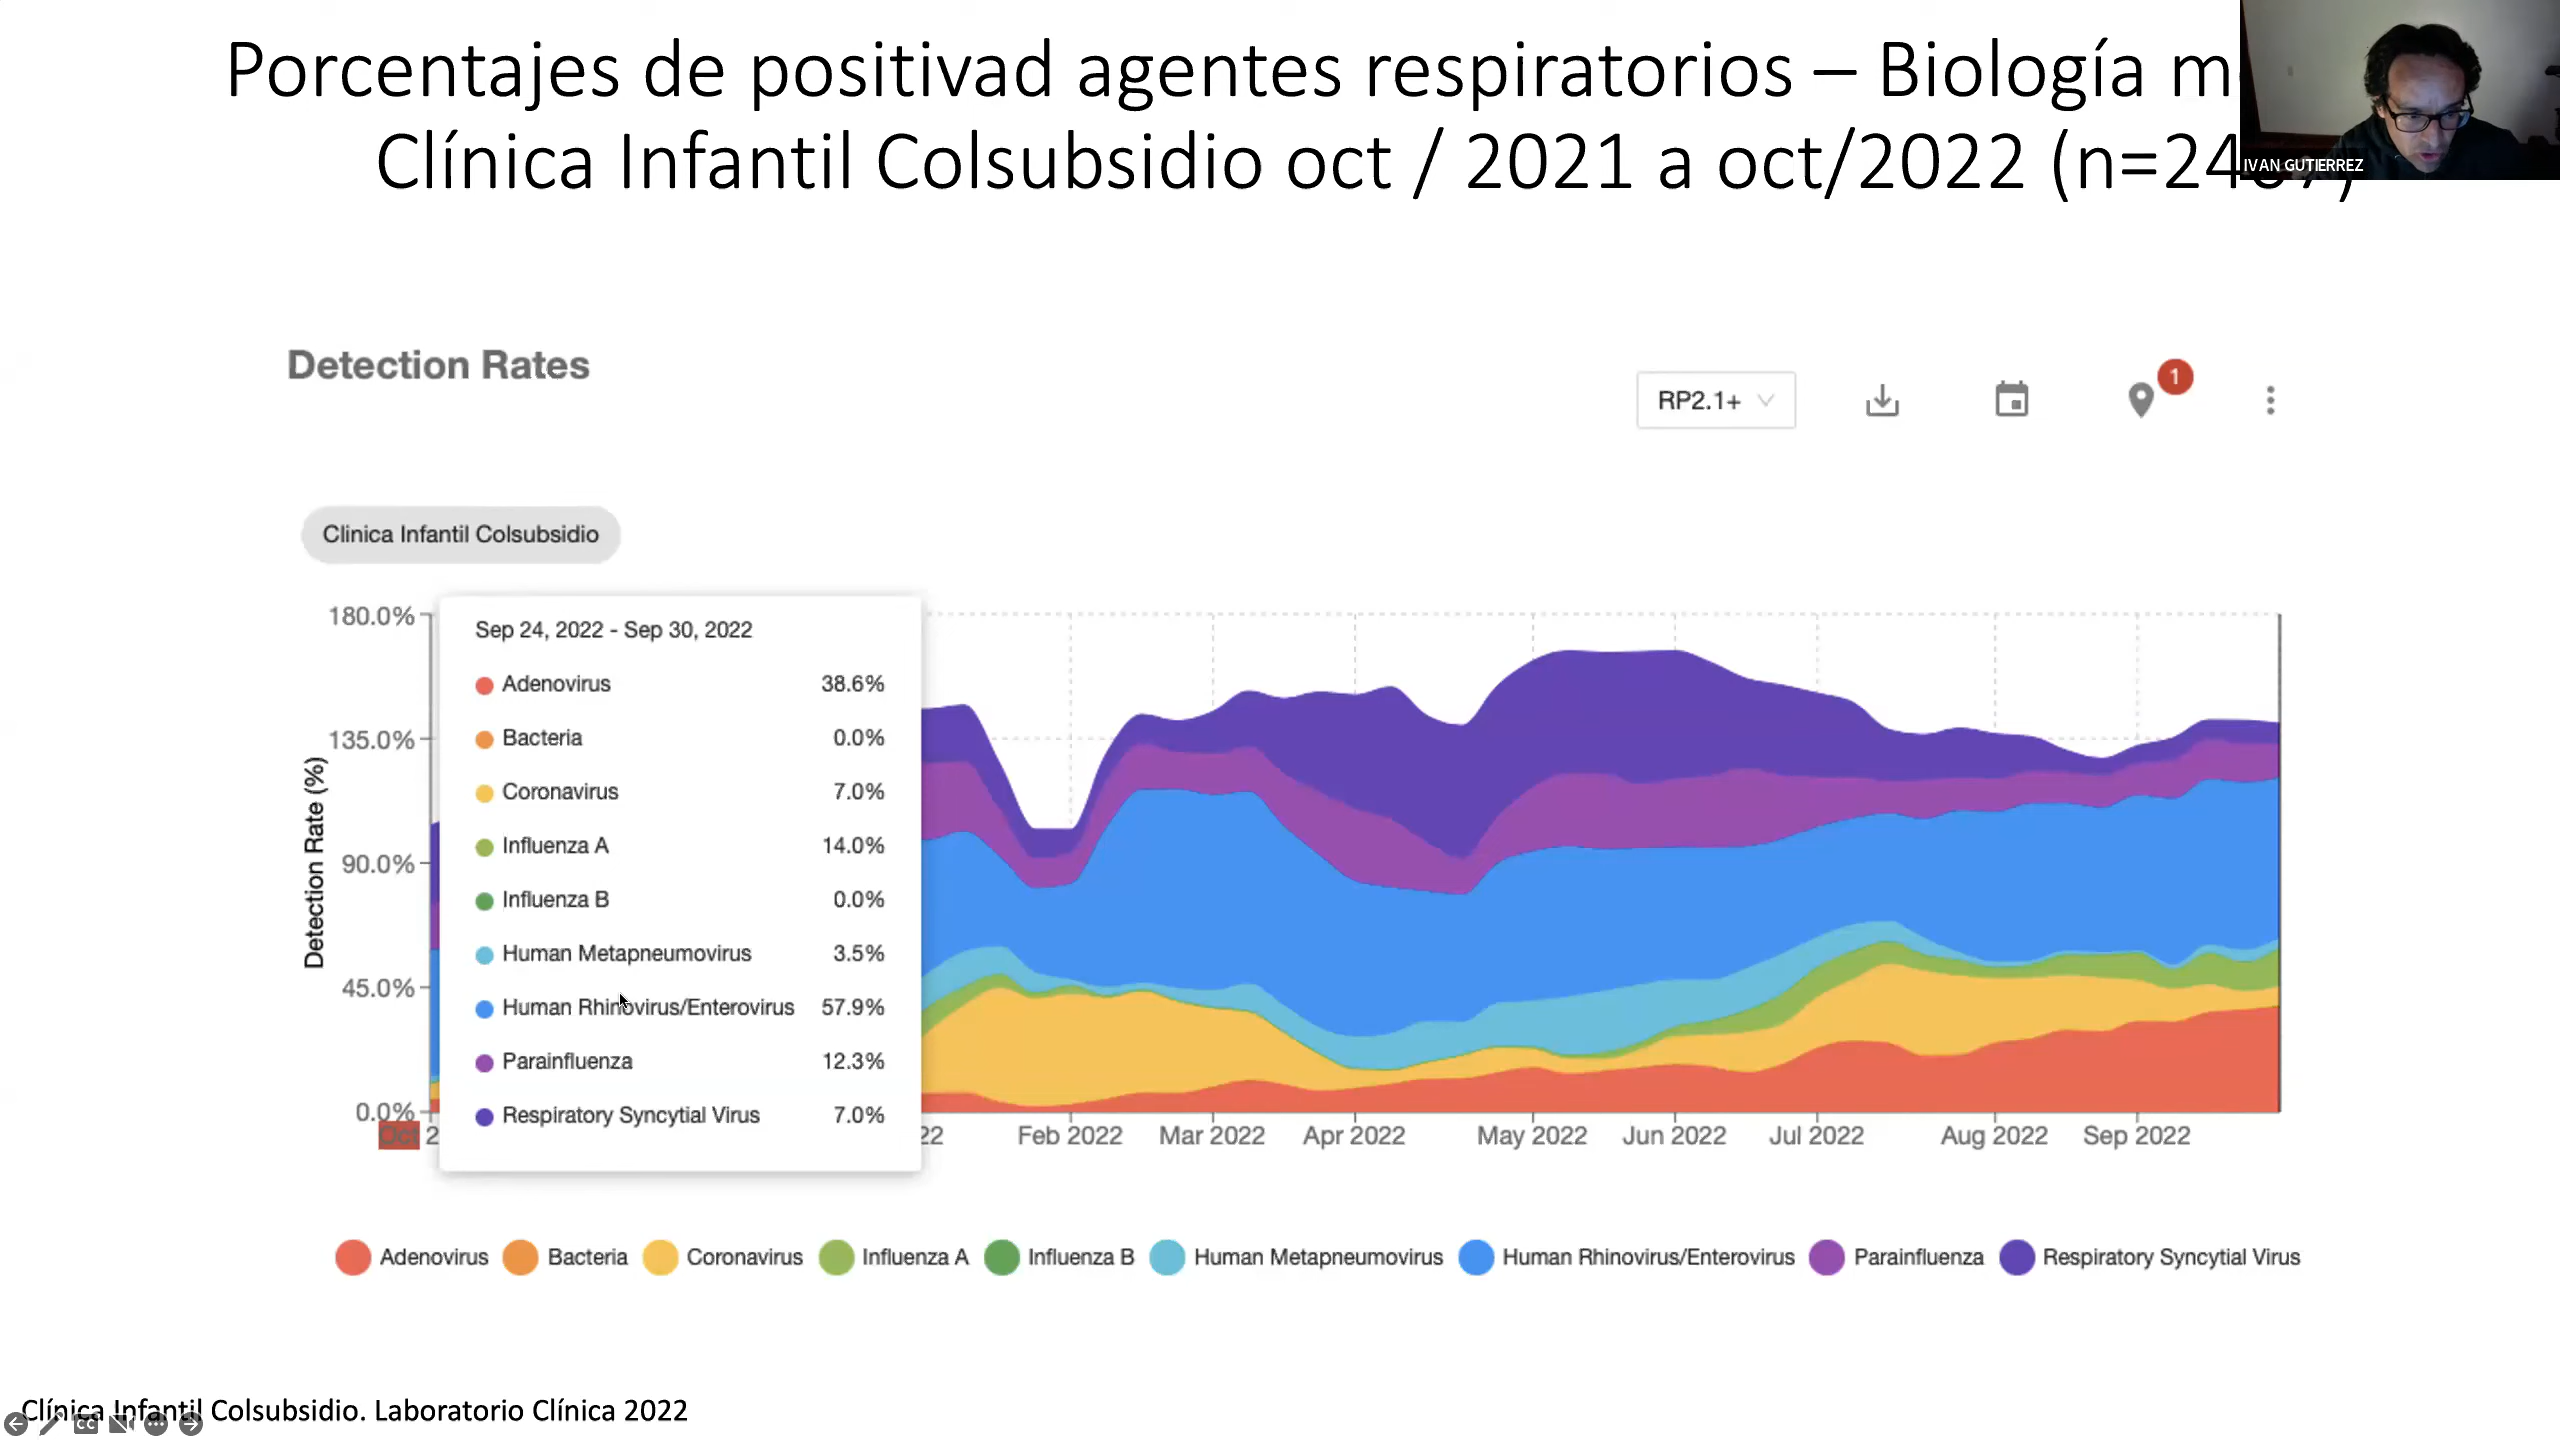 Porcentajes de positivad agentes respiratorios – Biología
Clínica Infantil Colsubsidio oct / 2021 a oct/2022
IVAN GUTIERREZ
Detection Rates
RP2.1+
1
Clinica Infantil Colsubsidio
Detection Rate (%)
180.0%
135.0%
90.0%
45.0%
0.0%
Sep 24, 2022 - Sep 30, 2022
Adenovirus 38.6%
Bacteria 0.0%
Coronavirus 7.0%
Influenza A 14.0%
Influenza B 0.0%
Human Metapneumovirus 3.5%
Human Rhinovirus/Enterovirus 57.9%
Parainfluenza 12.3%
Respiratory Syncytial Virus 7.0%
Oct Feb 2022 Mar 2022 Apr 2022 May 2022 Jun 2022 Jul 2022 Aug 2022 Sep 2022
Adenovirus Bacteria Coronavirus Influenza A Influenza B Human Metapneumovirus Human Rhinovirus/Enterovirus Parainfluenza Respiratory Syncytial Virus
Clínica Infantil Colsubsidio. Laboratorio Clínica 2022
CC